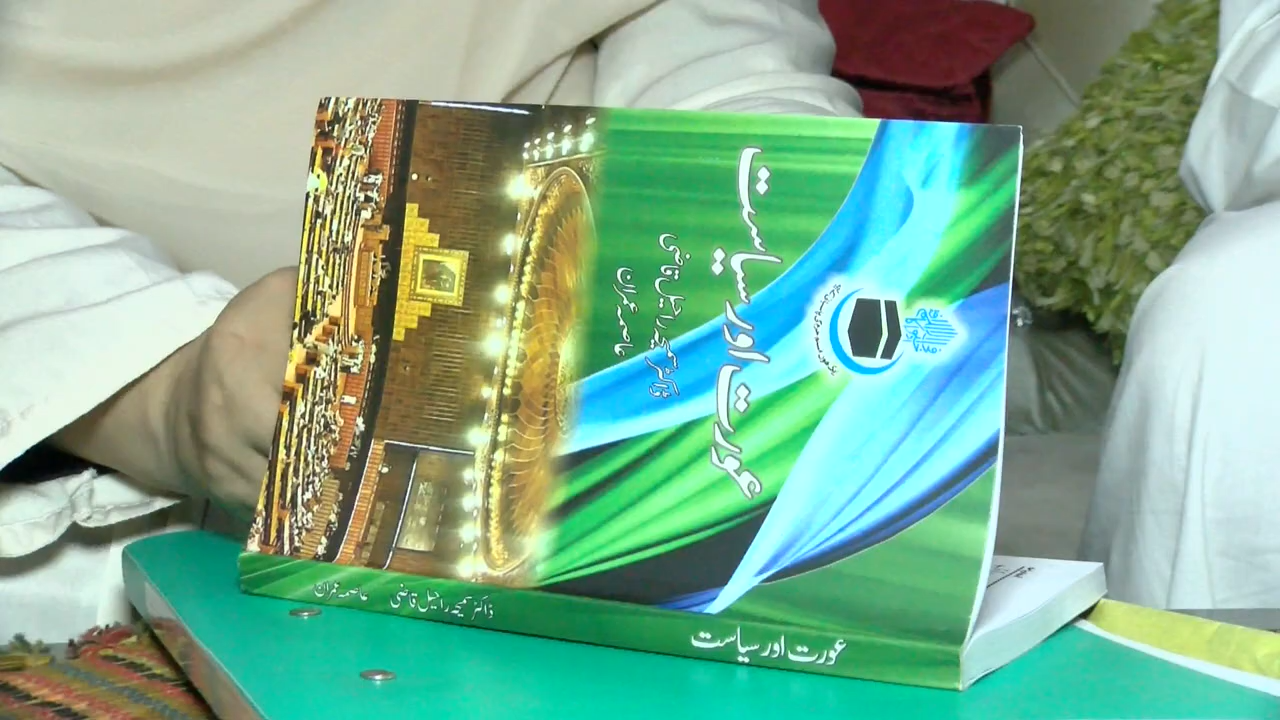 عورت اور سیاست
ڈاکٹر سمیحہ راحیل قاضی
عاصمہ عمران
عورت اور سیاست
ڈاکٹر سمیحہ راحیل قاضی عاصمہ عمران